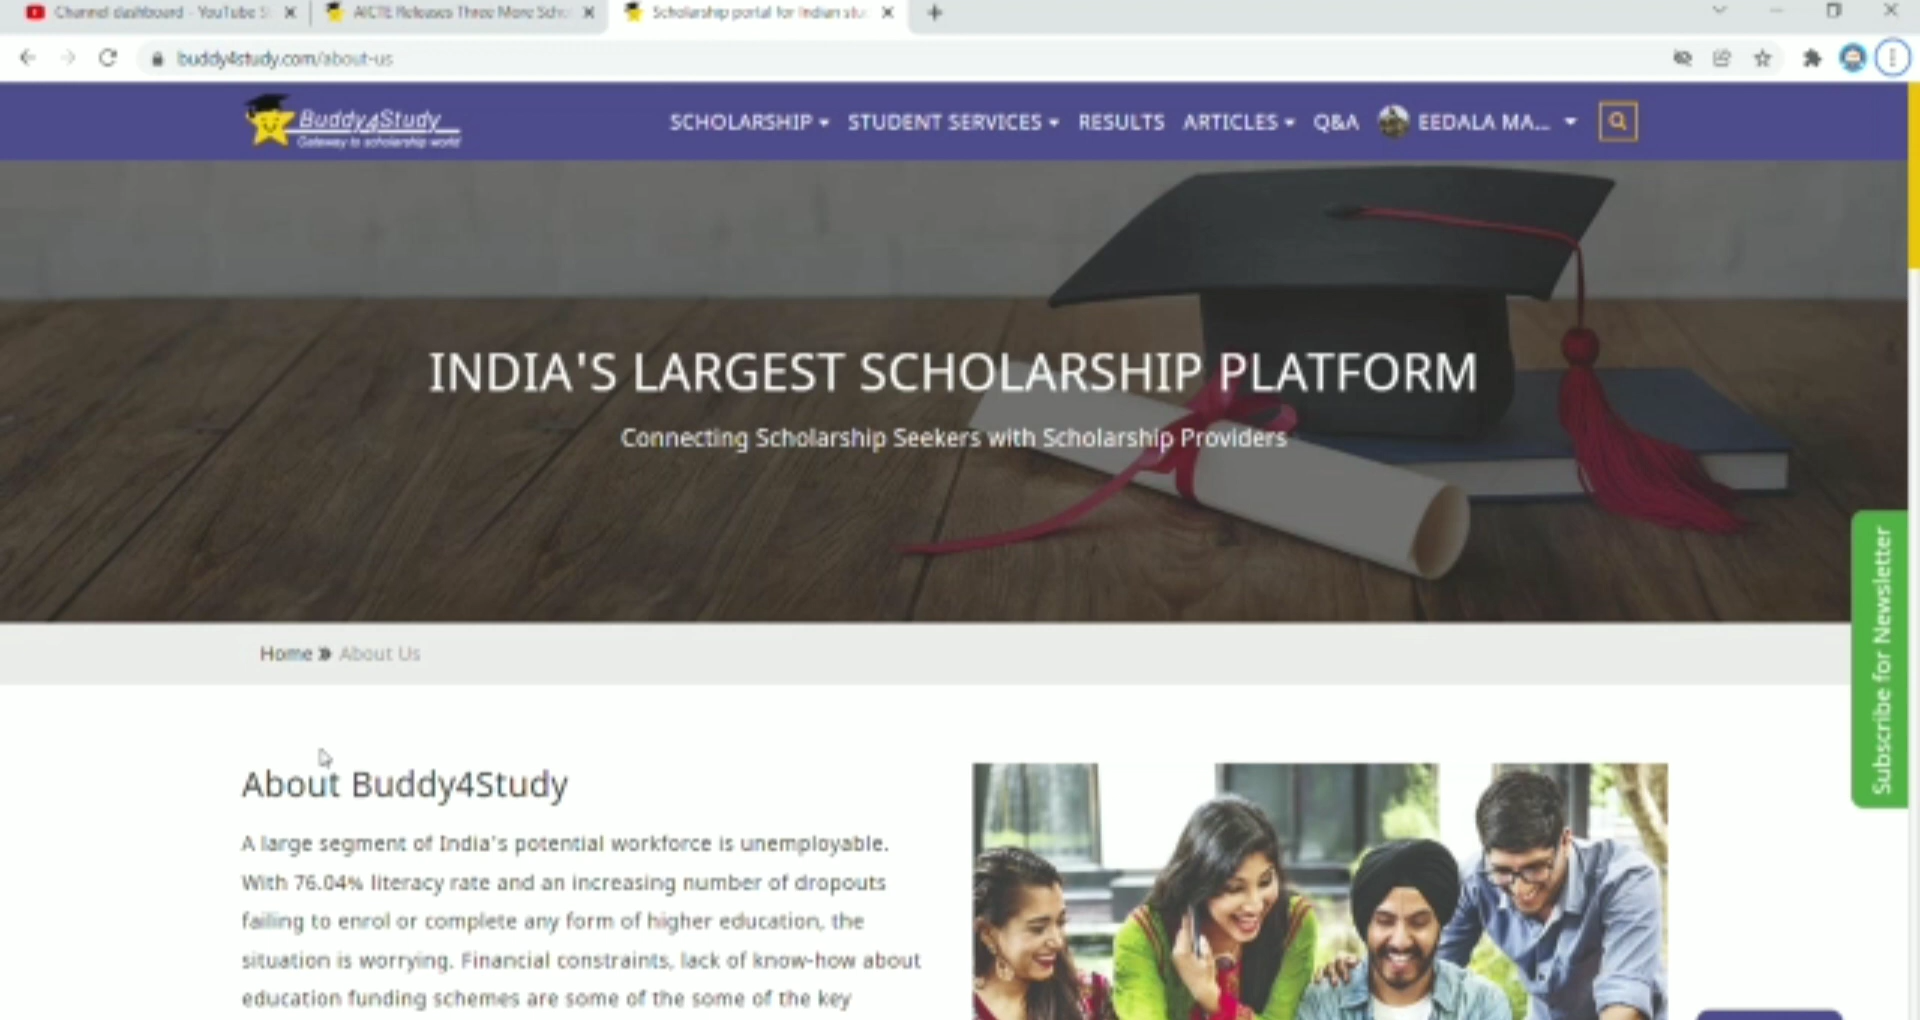 Channel dashboard - YouTube S
AICTE Releases Three More Scho
Scholarship portal for Indian stu
buddy4study.com/about-us
Buddy4Study
Gateway to scholarship world
SCHOLARSHIP
STUDENT SERVICES
RESULTS
ARTICLES
Q&A
EEDALA MA...
INDIA'S LARGEST SCHOLARSHIP PLATFORM
Connecting Scholarship Seekers with Scholarship Providers
Subscribe for Newsletter
Home » About Us
About Buddy4Study
A large segment of India's potential workforce is unemployable.
With 76.04% literacy rate and an increasing number of dropouts
failing to enrol or complete any form of higher education, the
situation is worrying. Financial constraints, lack of know-how about
education funding schemes are some of the some of the key